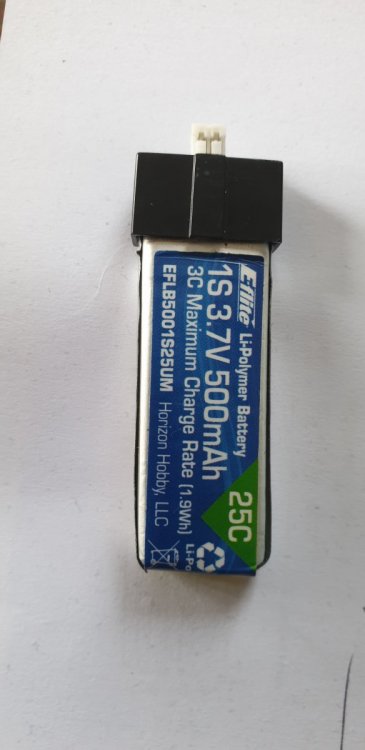 E-flite Li-Polymer Battery
1S 3.7V 500mAh 25C
3C Maximum Charge Rate (1.9Wh)
EFLB5001S25UM Horizon Hobby, LLC
Li-Po